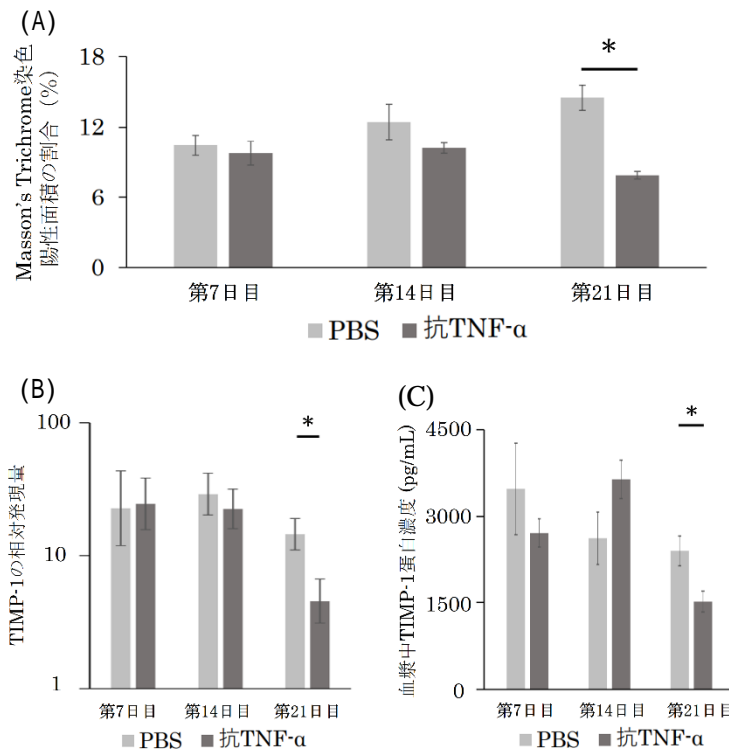 (A)
Masson's Trichrome染色
陽性面積の割合 (%)
18
12
6
0
*
第7日目 第14日目 第21日目
PBS 抗TNF-α
(B)
TIMP-1の相対発現量
100
10
1
*
第7日目 第14日目 第21日目
PBS 抗TNF-α
(C)
血漿中TIMP-1蛋白濃度 (pg/mL)
4500
3000
1500
0
*
第7日目 第14日目 第21日目
PBS 抗TNF-α